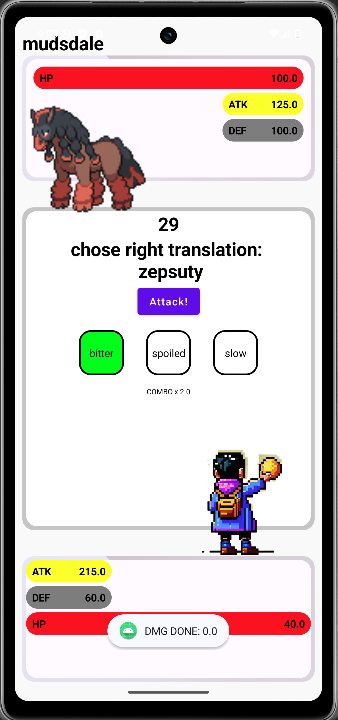 mudsdale
HP 100.0
ATK 125.0
DEF 100.0
29
chose right translation:
zepsuty
Attack!
bitter spoiled slow
COMBO x 2.0
ATK 215.0
DEF 60.0
HP 40.0
DMG DONE: 0.0